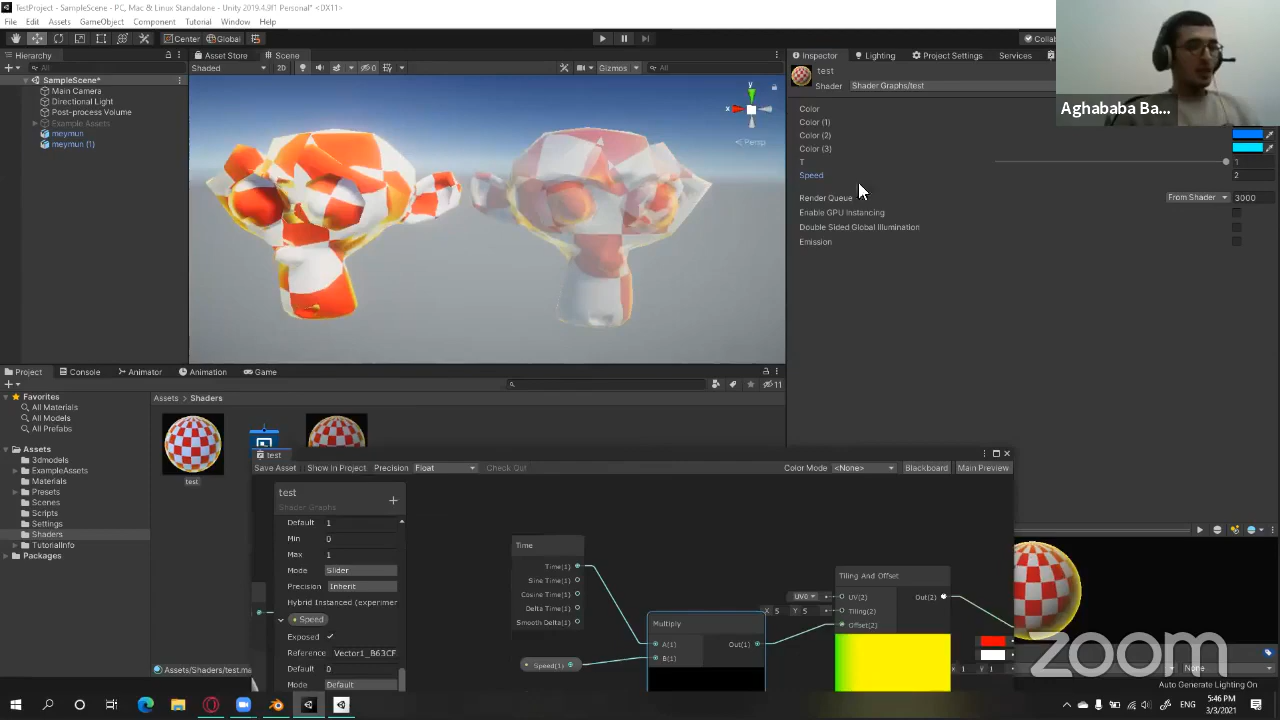 TestProject - SampleScene - PC, Mac & Linux Standalone - Unity 2019.4.9f1 Personal* <DX11>
File Edit Assets GameObject Component Tutorial Window Help
Center Global
Collab
Hierarchy
Asset Store
Scene
Inspector
Lighting
Project Settings
Services
All
Shaded
2D
0
Gizmos
All
SampleScene*
Main Camera
Directional Light
Post-process Volume
Example Assets
meymun
meymun (1)
y
x
z
Persp
test
Shader
Shader Graphs/test
Color
Color (1)
Color (2)
Color (3)
T
1
Speed
2
Render Queue
From Shader
3000
Enable GPU Instancing
Double Sided Global Illumination
Emission
Aghababa Ba...
Project
Console
Animator
Animation
Game
11
Favorites
All Materials
All Models
All Prefabs
Assets
3dmodels
ExampleAssets
Materials
Presets
Scenes
Scripts
Settings
Shaders
TutorialInfo
Packages
Assets > Shaders
test
Assets/Shaders/test.ma
test
Save Asset
Show In Project
Precision
Float
Check Out
Color Mode
<None>
Blackboard
Main Preview
test
Shader Graphs
Default 1
Min 0
Max 1
Mode Slider
Precision Inherit
Hybrid Instanced (experimer
Speed
Exposed
Reference Vector1_B63CF
Default 0
Mode Default
Time
Time(1)
Sine Time(1)
Cosine Time(1)
Delta Time(1)
Smooth Delta(1)
Speed(1)
Multiply
A(1)
B(1)
Out(1)
Tiling And Offset
UV0
UV(2)
Out(2)
X 5 Y 5
Tiling(2)
Offset(2)
X 1 Y 1
None
zoom
Auto Generate Lighting On
ENG
5:46 PM
3/3/2021